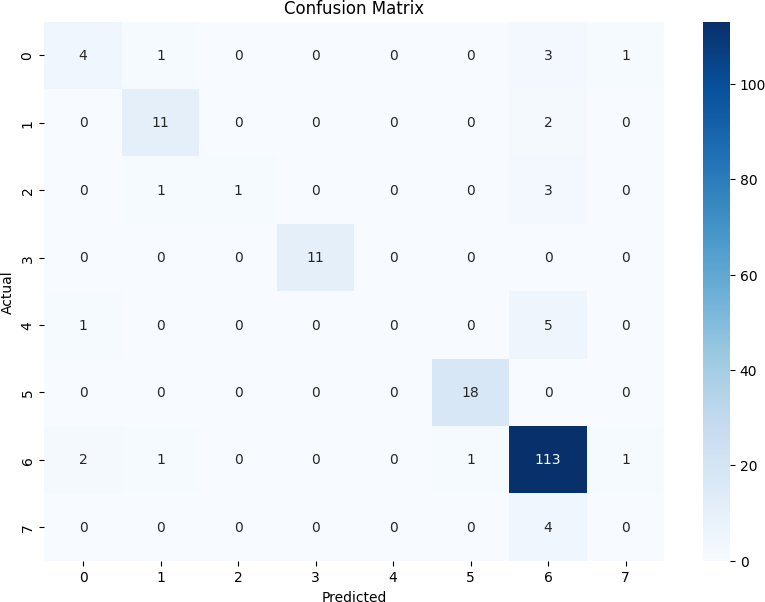 Confusion Matrix
Actual
0 4 1 0 0 0 0 3 1
1 0 11 0 0 0 0 2 0
2 0 1 1 0 0 0 3 0
3 0 0 0 11 0 0 0 0
4 1 0 0 0 0 0 5 0
5 0 0 0 0 0 18 0 0
6 2 1 0 0 0 1 113 1
7 0 0 0 0 0 0 4 0
0 1 2 3 4 5 6 7
Predicted
100
80
60
40
20
0